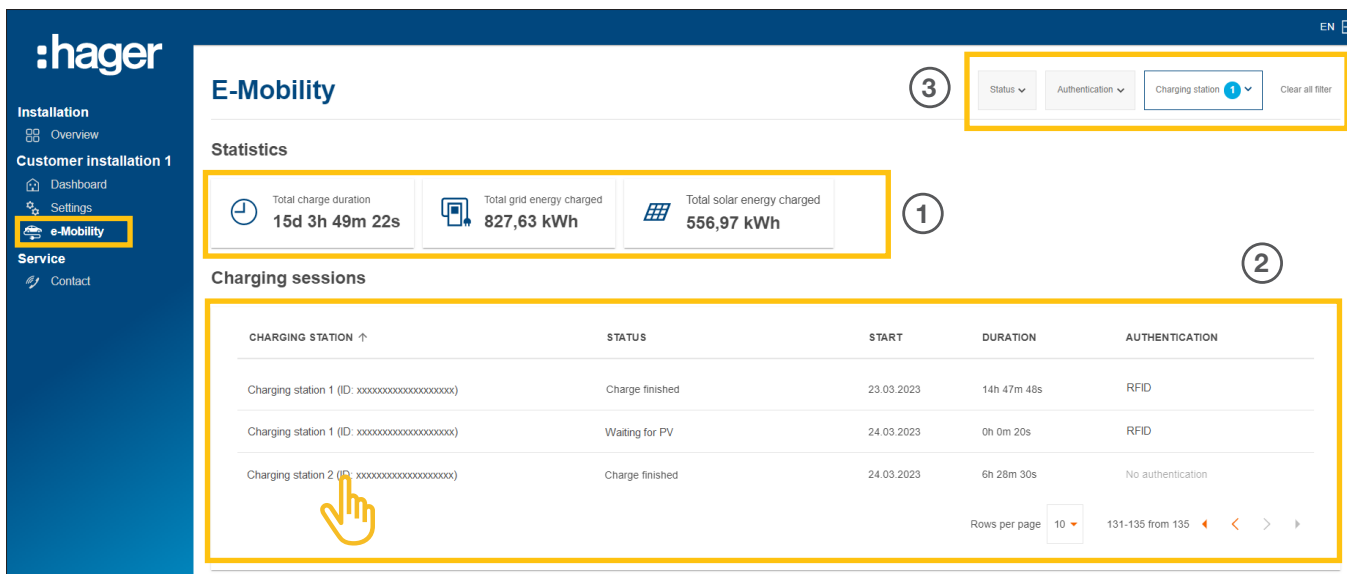 EN
:hager
Installation
Overview
Customer installation 1
Dashboard
Settings
e-Mobility
Service
Contact
E-Mobility
3
Status
Authentication
Charging station 1
Clear all filter
Statistics
Total charge duration
15d 3h 49m 22s
Total grid energy charged
827,63 kWh
Total solar energy charged
556,97 kWh
1
Charging sessions
2
CHARGING STATION ↑ STATUS START DURATION AUTHENTICATION
Charging station 1 (ID: xxxxxxxxxxxxxxxxxxx) Charge finished 23.03.2023 14h 47m 48s RFID
Charging station 1 (ID: xxxxxxxxxxxxxxxxxxx) Waiting for PV 24.03.2023 0h 0m 20s RFID
Charging station 2 (ID: xxxxxxxxxxxxxxxxxxx) Charge finished 24.03.2023 6h 28m 30s No authentication
Rows per page 10 131-135 from 135